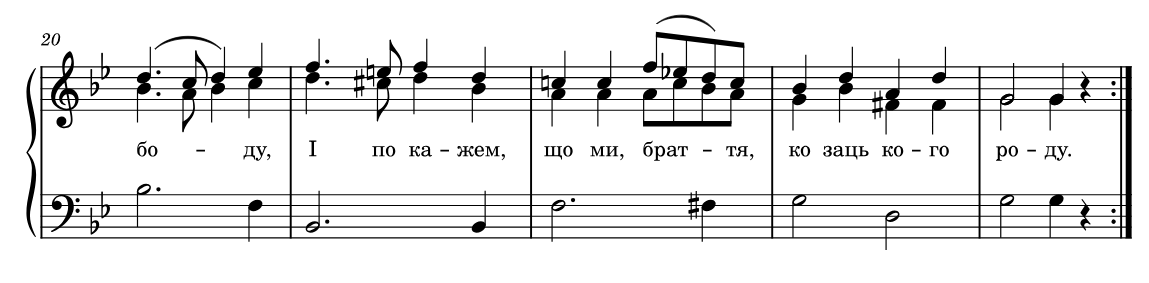 20
бо - ду, І по ка - жем, що ми, брат - тя, ко заць ко - го ро - ду.